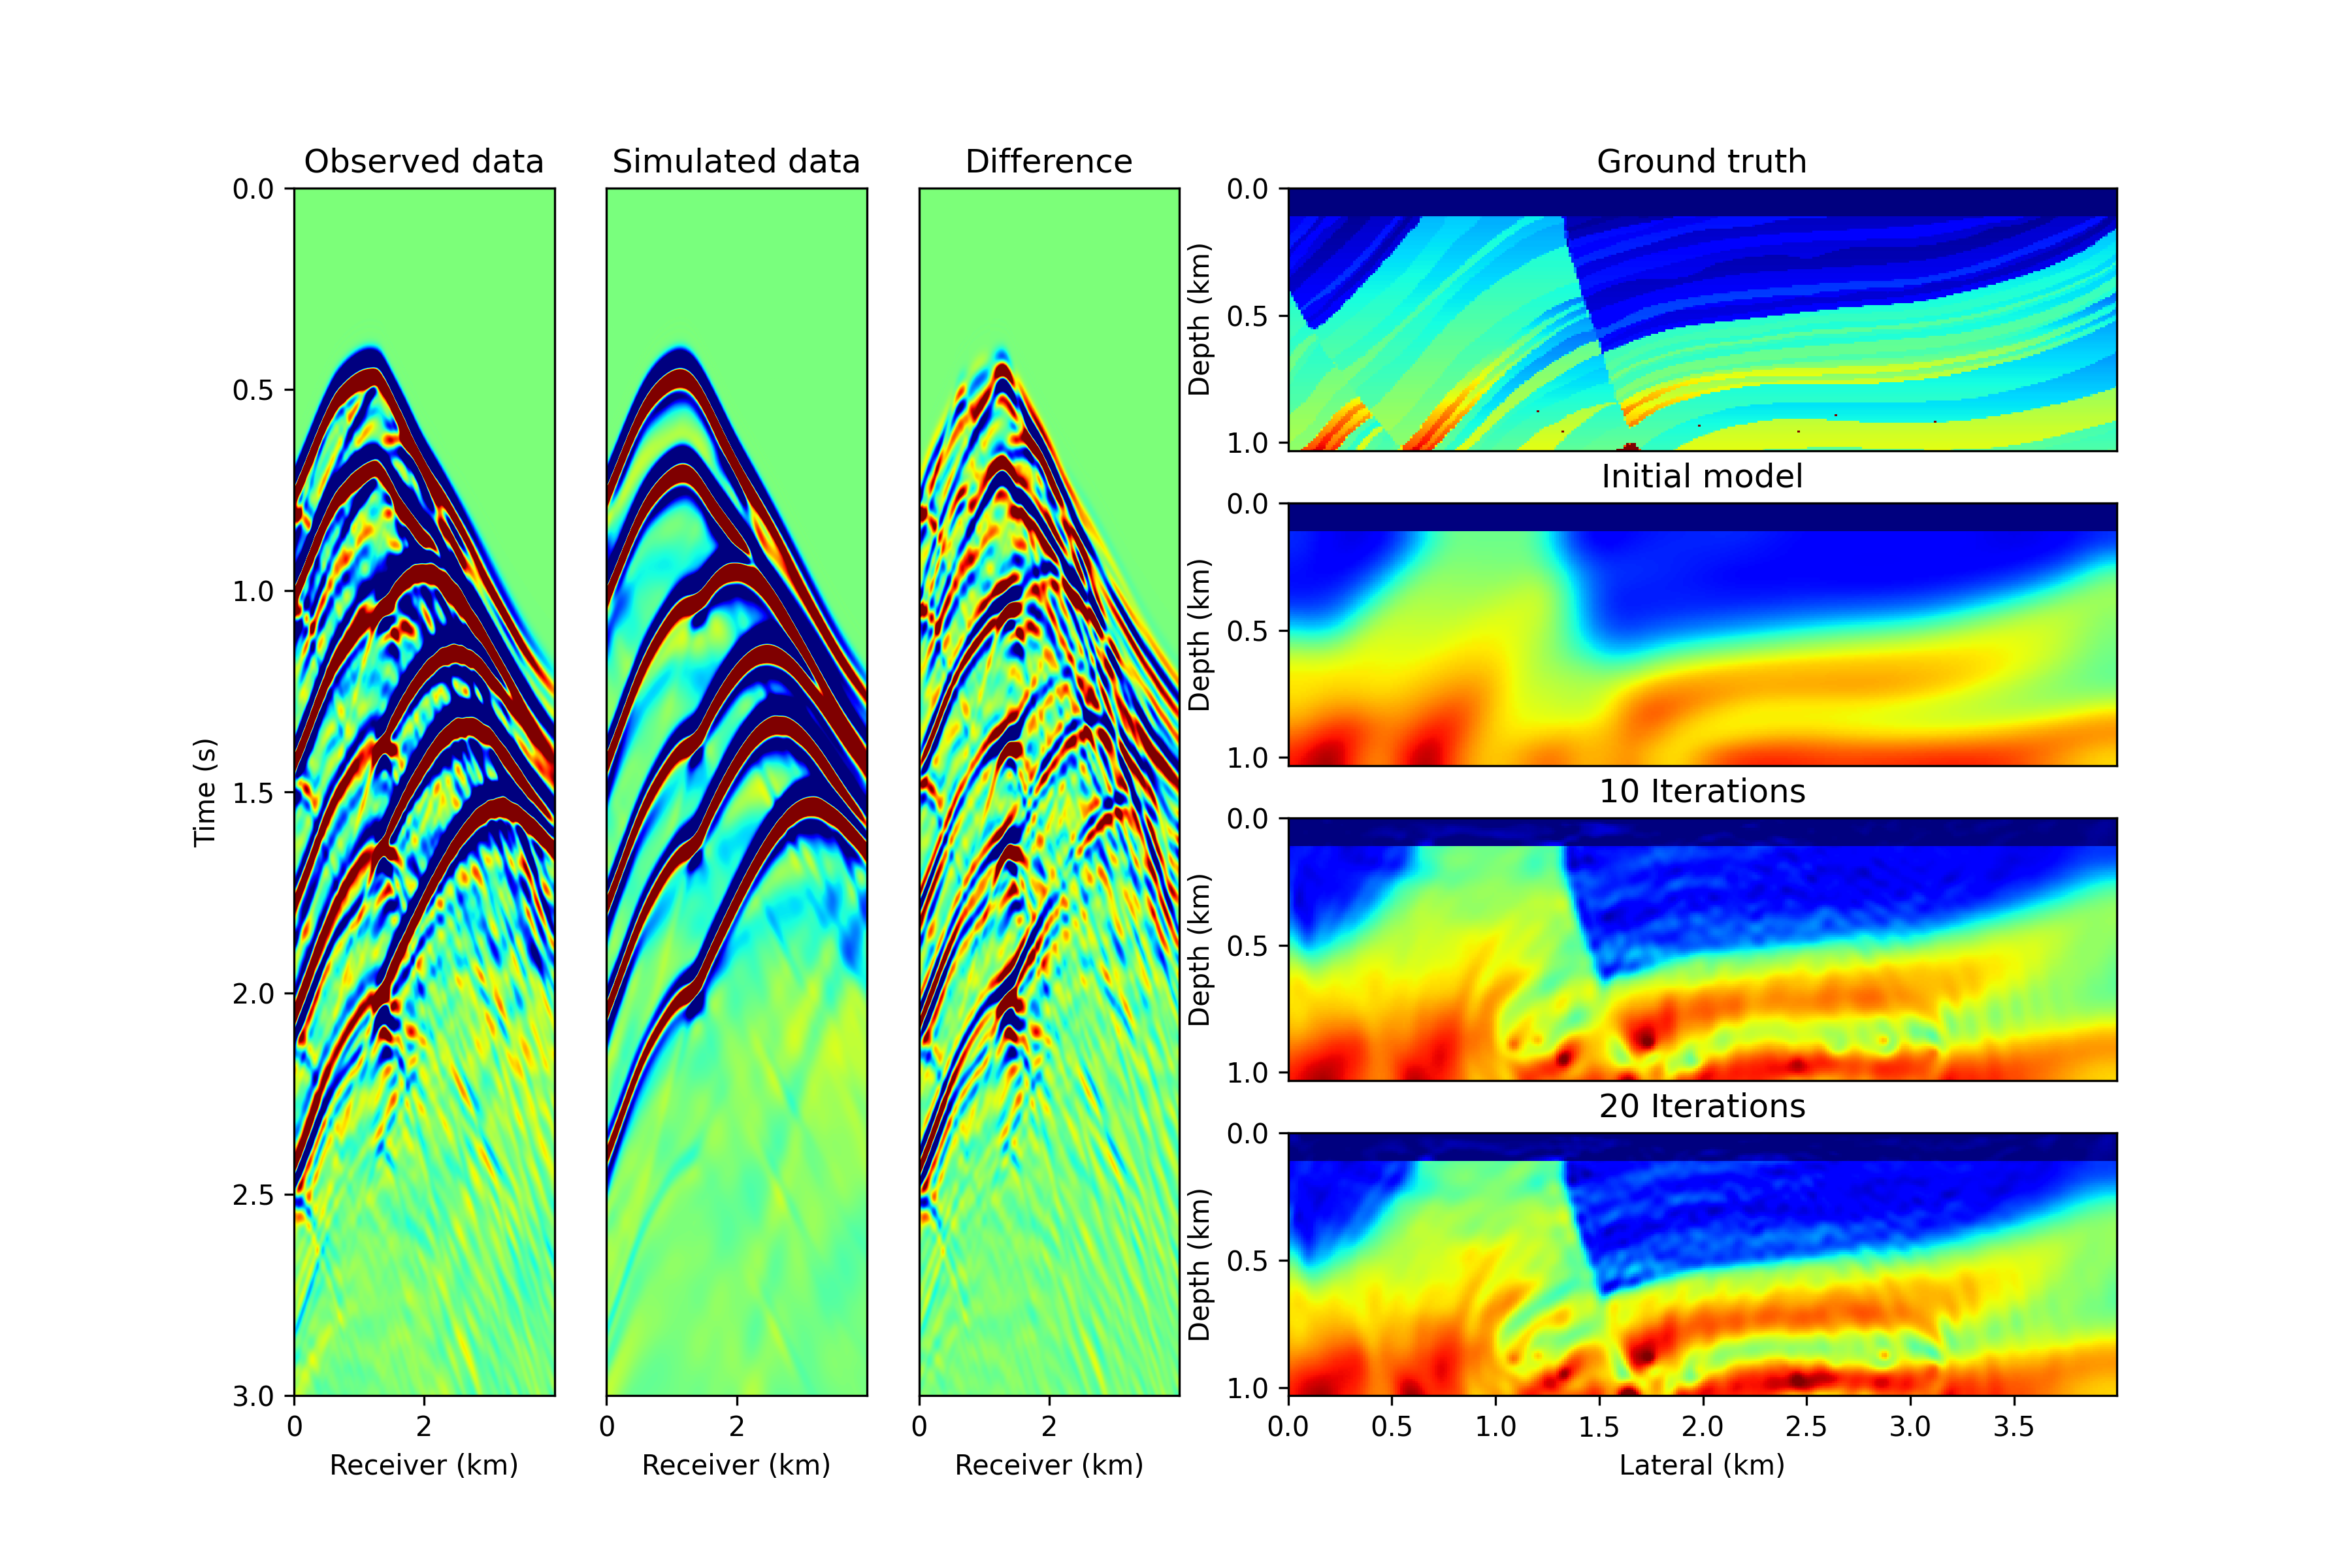 Observed data
Simulated data
Difference
Ground truth
0.0
0.5
1.0
1.5
2.0
2.5
3.0
Time (s)
0
2
Receiver (km)
0
2
Receiver (km)
0
2
Receiver (km)
0.0
0.5
1.0
Depth (km)
Initial model
0.0
0.5
1.0
Depth (km)
10 Iterations
0.0
0.5
1.0
Depth (km)
20 Iterations
0.0
0.5
1.0
Depth (km)
0.0 0.5 1.0 1.5 2.0 2.5 3.0 3.5
Lateral (km)